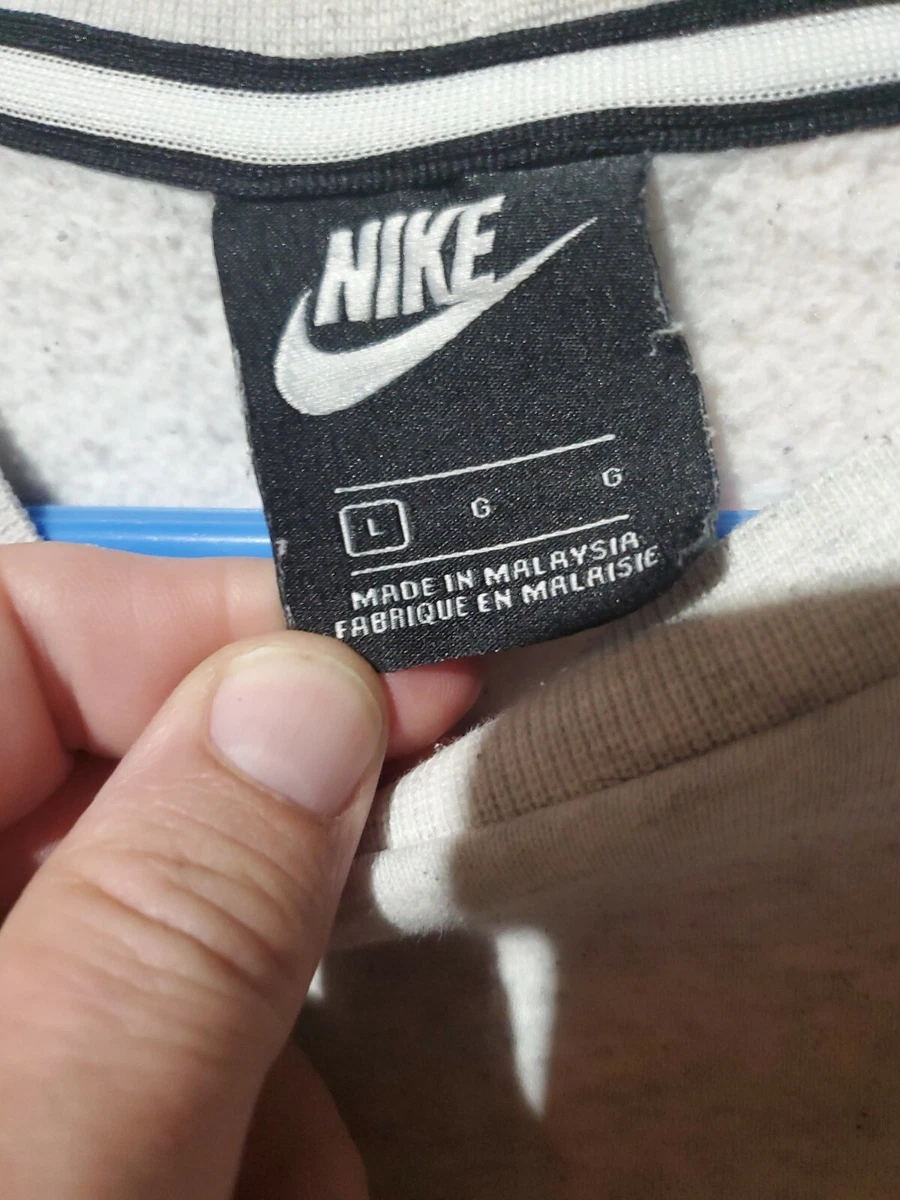 NIKE
L G G
MADE IN MALAYSIA
FABRIQUE EN MALAISIE